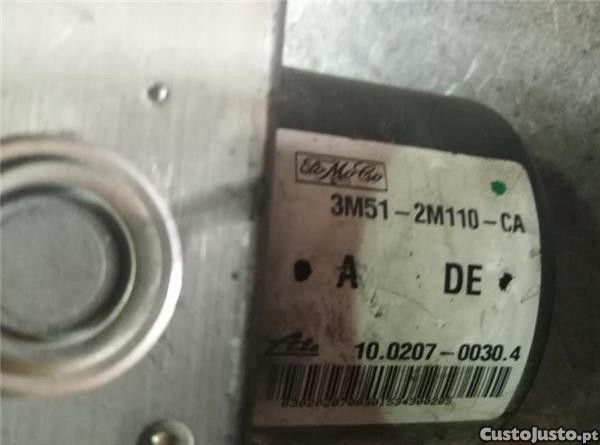 FoMoCo
3M51-2M110-CA
A DE
Ate 10.0207-0030.4
CustoJusto.pt